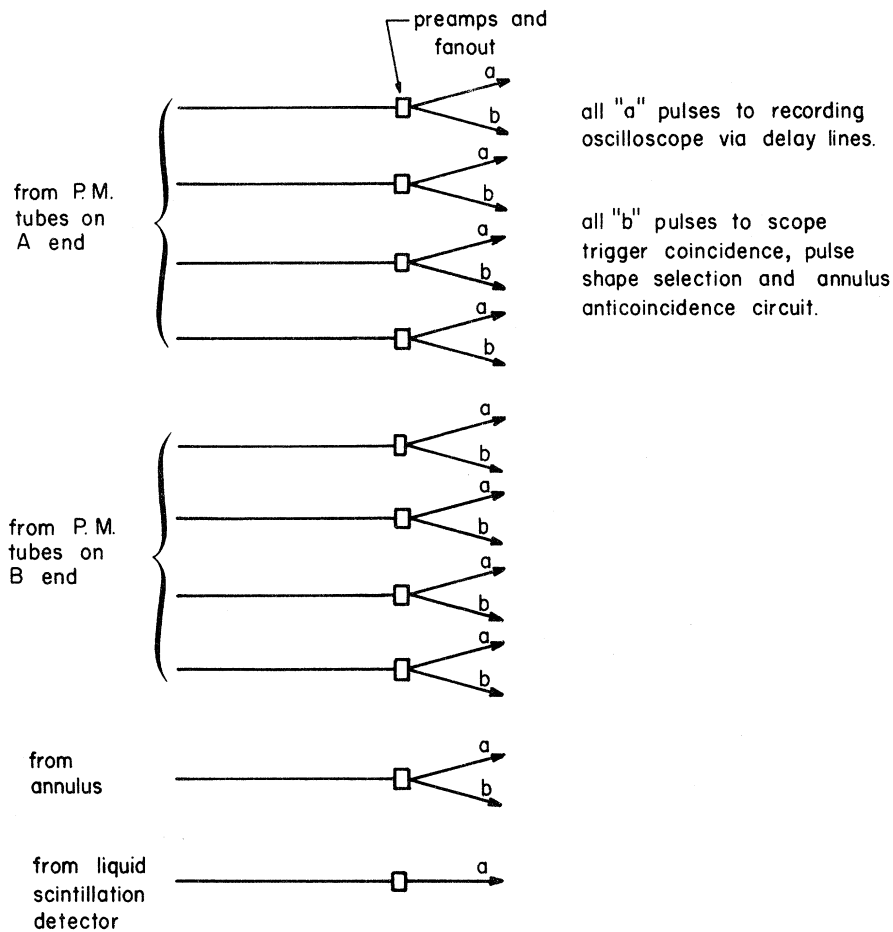 preamps and
fanout
a
b
a
b
a
b
a
b
from P.M.
tubes on
A end
all "a" pulses to recording
oscilloscope via delay lines.
all "b" pulses to scope
trigger coincidence, pulse
shape selection and annulus
anticoincidence circuit.
a
b
a
b
a
b
a
b
from P.M.
tubes on
B end
from
annulus
a
b
from liquid
scintillation
detector
a